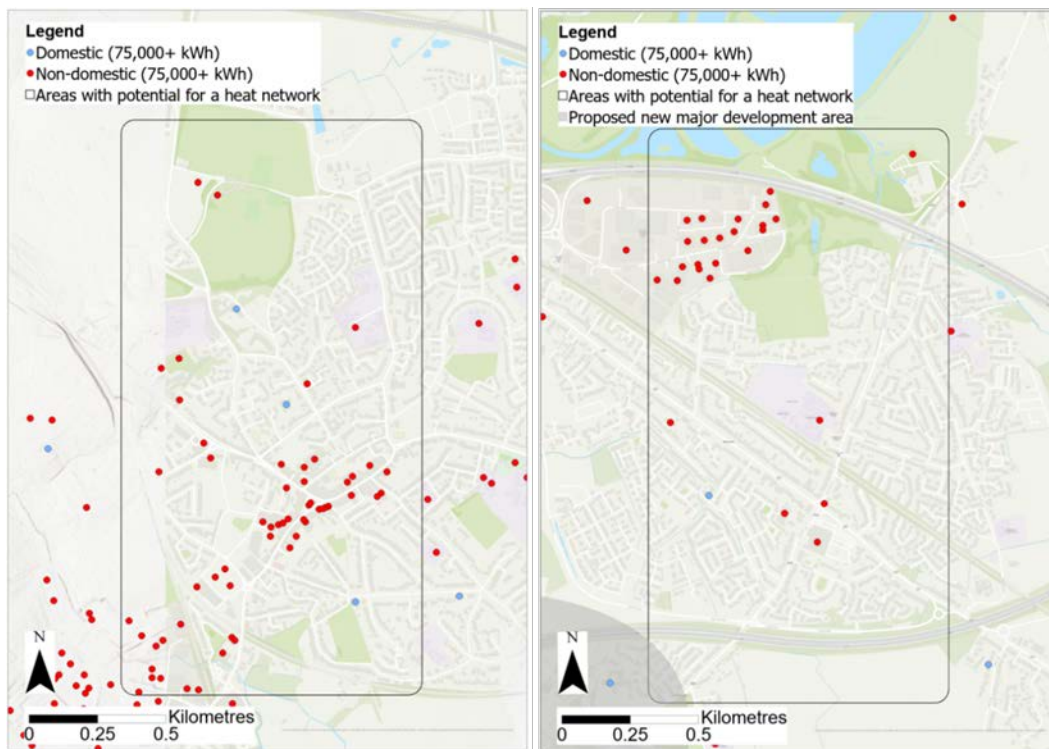 Legend
Domestic (75,000+ kWh)
Non-domestic (75,000+ kWh)
Areas with potential for a heat network
N
Kilometres
0 0.25 0.5
Legend
Domestic (75,000+ kWh)
Non-domestic (75,000+ kWh)
Areas with potential for a heat network
Proposed new major development area
N
Kilometres
0 0.25 0.5